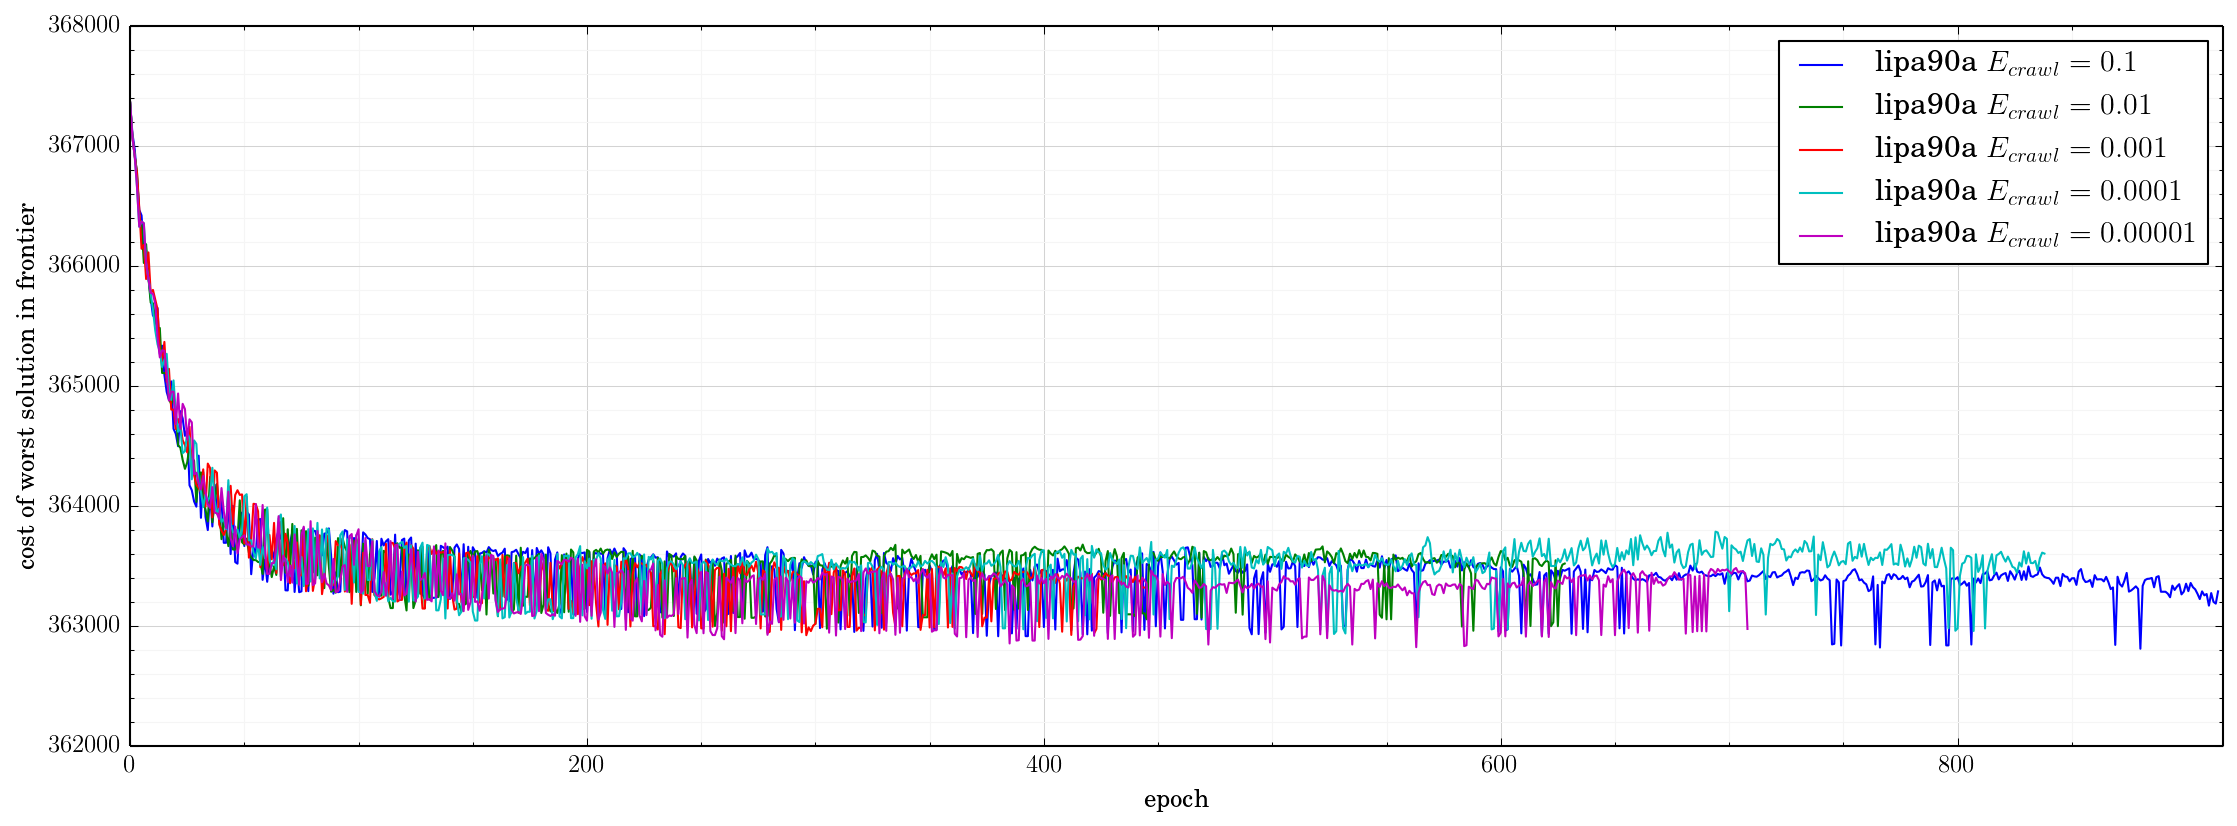 368000
367000
366000
365000
364000
363000
362000
cost of worst solution in frontier
0 200 400 600 800
epoch
lipa90a E_crawl = 0.1
lipa90a E_crawl = 0.01
lipa90a E_crawl = 0.001
lipa90a E_crawl = 0.0001
lipa90a E_crawl = 0.00001